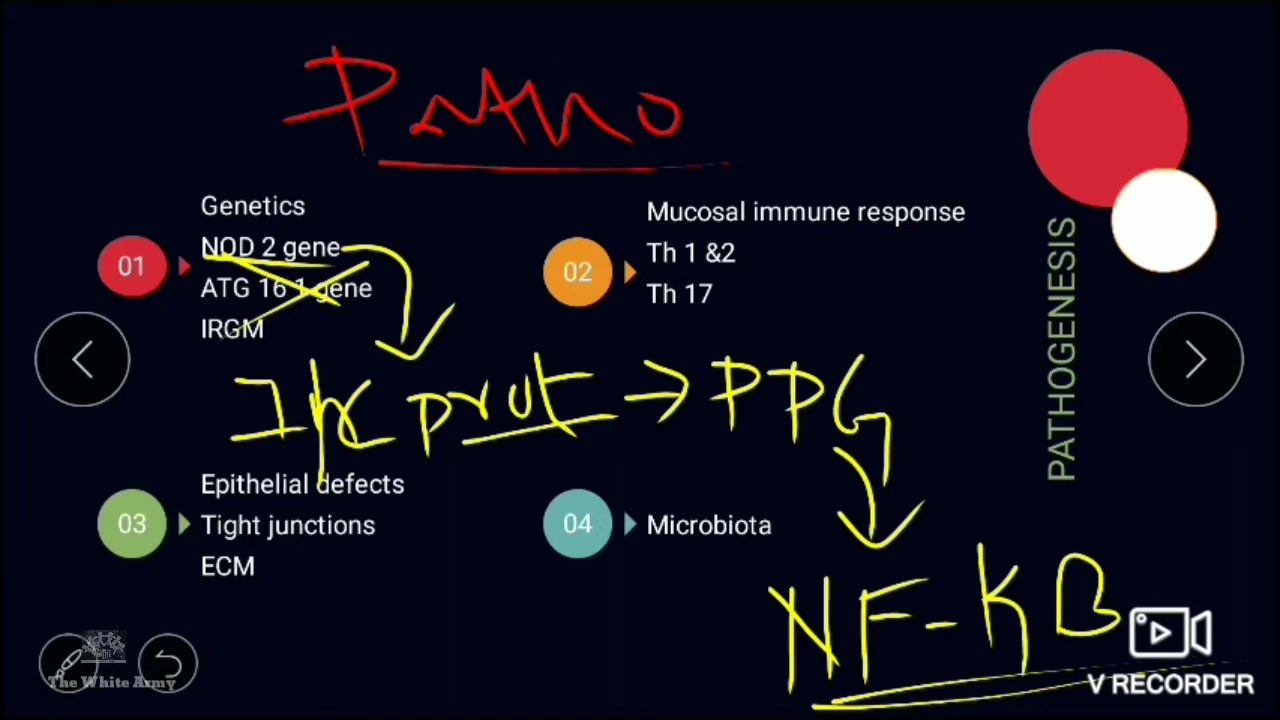 Patho
Genetics
NOD 2 gene
ATG 16 1 gene
IRGM
01
Mucosal immune response
Th 1 &2
Th 17
02
prot → PPG
NF-KB
Epithelial defects
Tight junctions
ECM
03
Microbiota
04
PATHOGENESIS
The White Army
V RECORDER